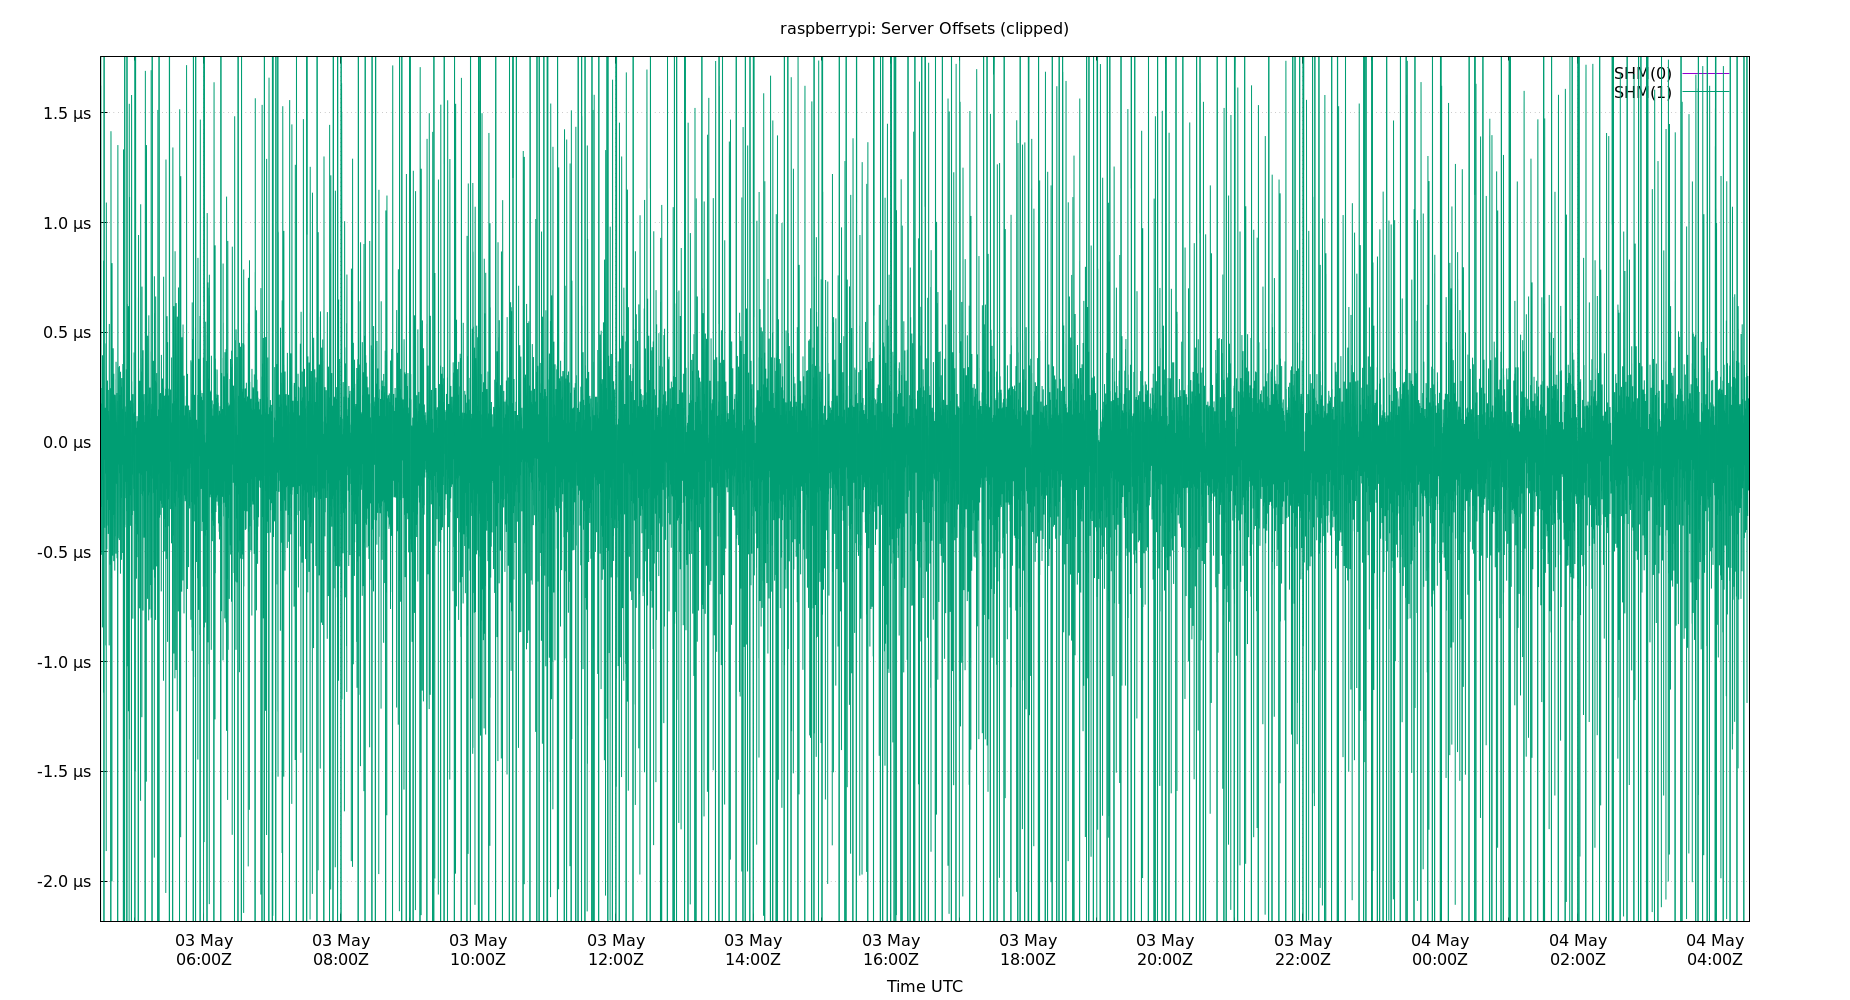 raspberrypi: Server Offsets (clipped)
SHM(0)
SHM(1)
1.5 µs
1.0 µs
0.5 µs
0.0 µs
-0.5 µs
-1.0 µs
-1.5 µs
-2.0 µs
03 May 03 May 03 May 03 May 03 May 03 May 03 May 03 May 03 May 04 May 04 May 04 May
06:00Z 08:00Z 10:00Z 12:00Z 14:00Z 16:00Z 18:00Z 20:00Z 22:00Z 00:00Z 02:00Z 04:00Z
Time UTC